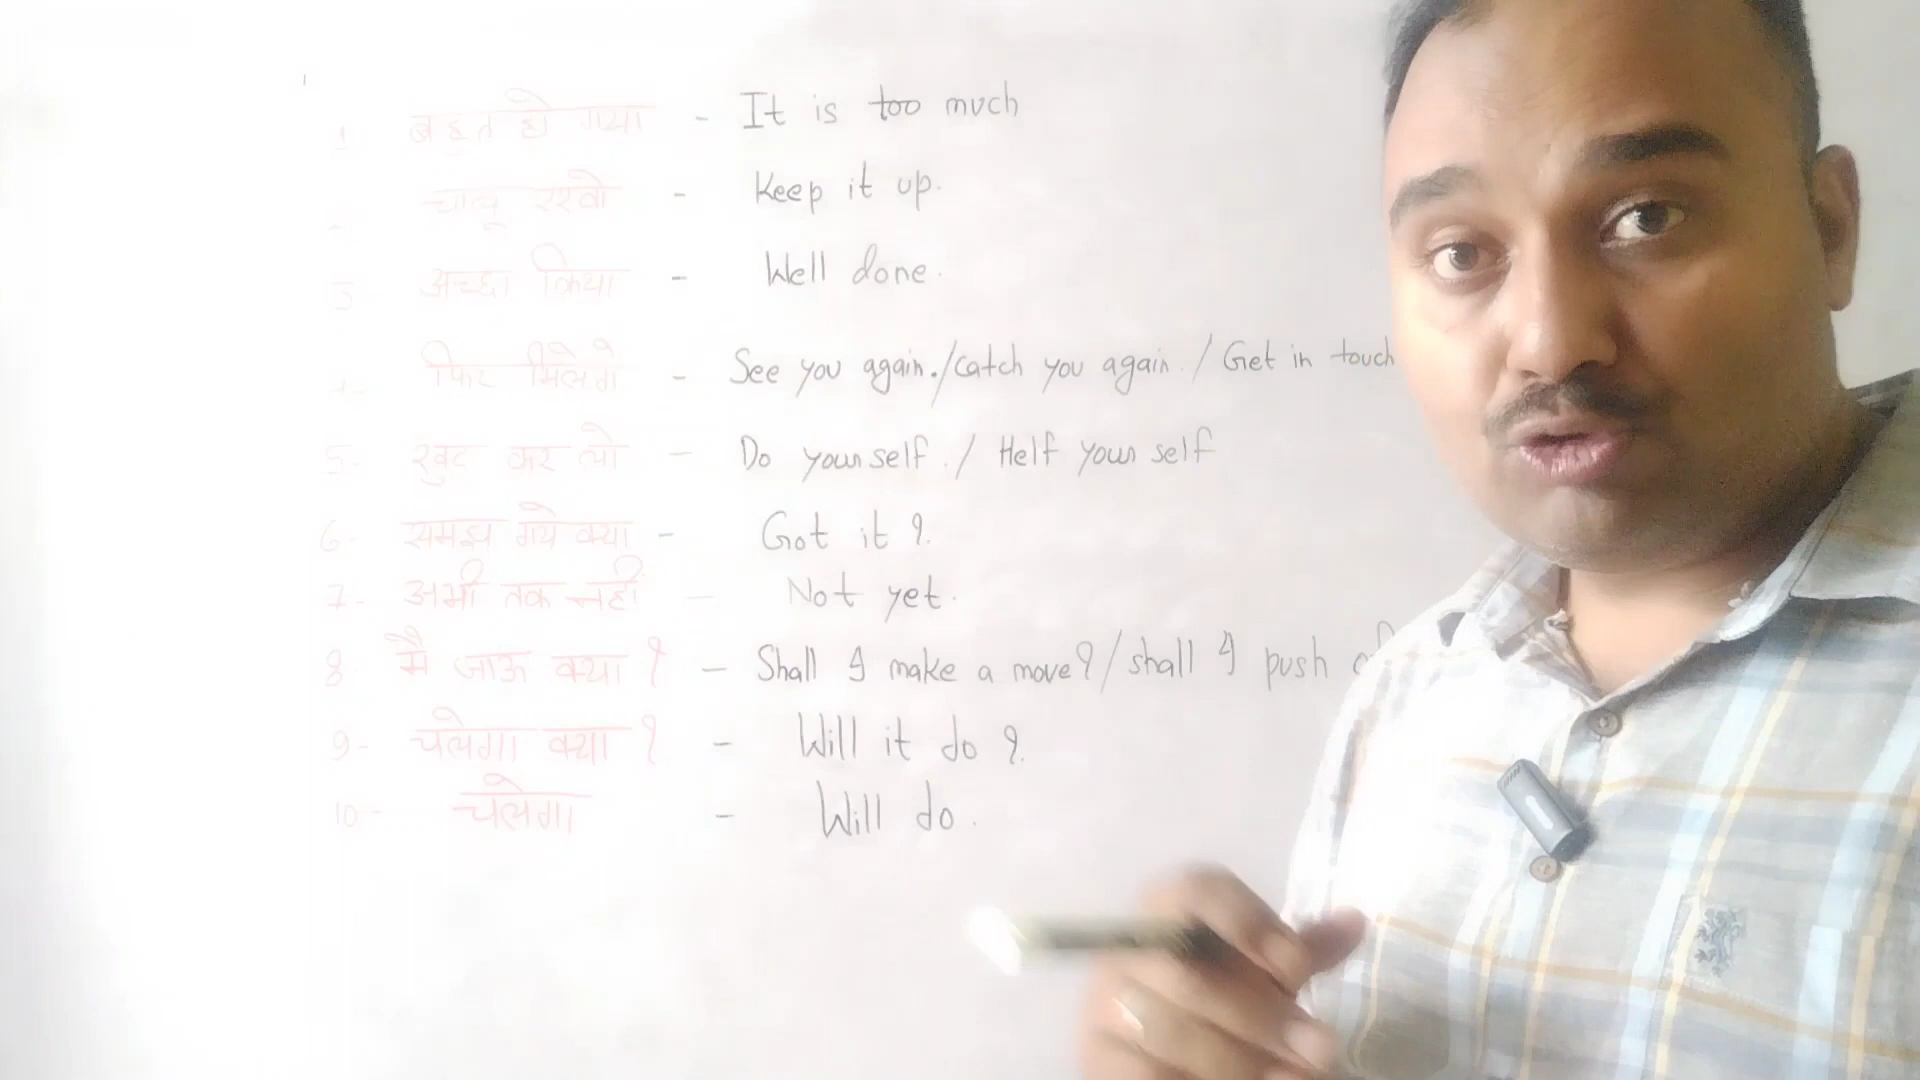 1 बहुत हो गया - It is too much
चालू रखो - Keep it up.
3 अच्छा किया - Well done.
4- फिर मिलेगे - See you again./Catch you again./Get in touch
5- खुद कर लो - Do yourself./Helf your self
6- समझ गये क्या - Got it?.
7- अभी तक नही - Not yet.
8- मै जाऊ क्या? - Shall I make a move?/shall I push
9- चलेगा क्या? - Will it do?.
10- चलेगा - Will do.